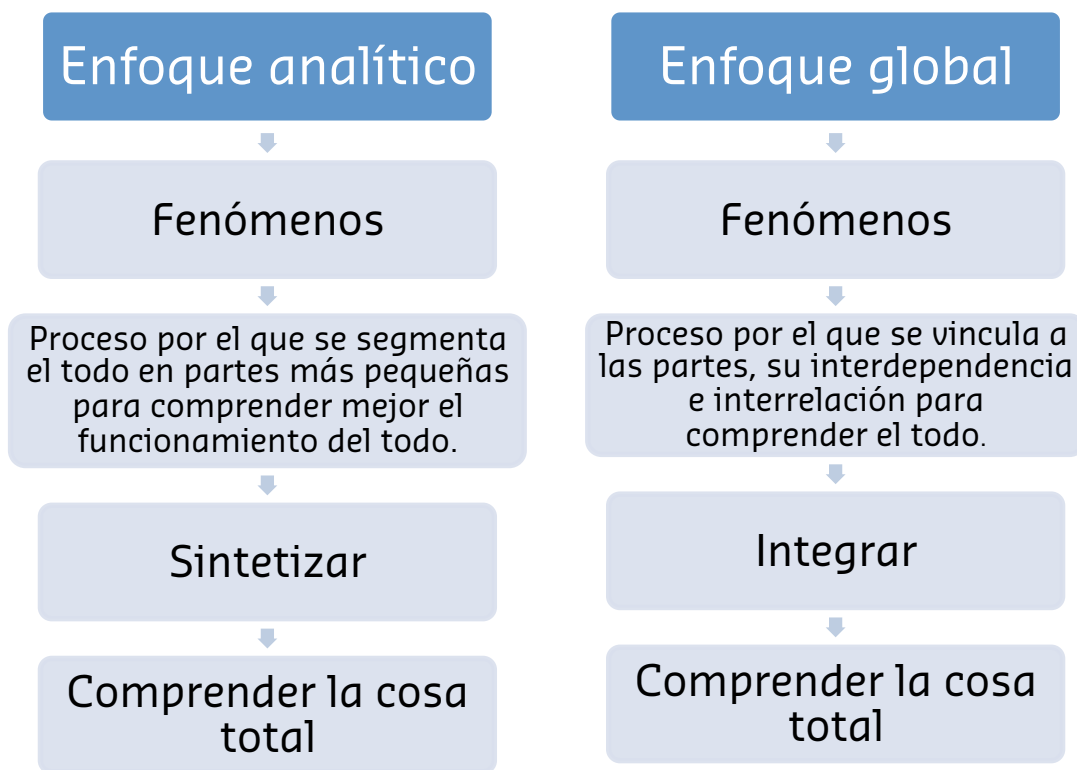 Enfoque analítico
Fenómenos
Proceso por el que se segmenta
el todo en partes más pequeñas
para comprender mejor el
funcionamiento del todo.
Sintetizar
Comprender la cosa
total
Enfoque global
Fenómenos
Proceso por el que se vincula a
las partes, su interdependencia
e interrelación para
comprender el todo.
Integrar
Comprender la cosa
total